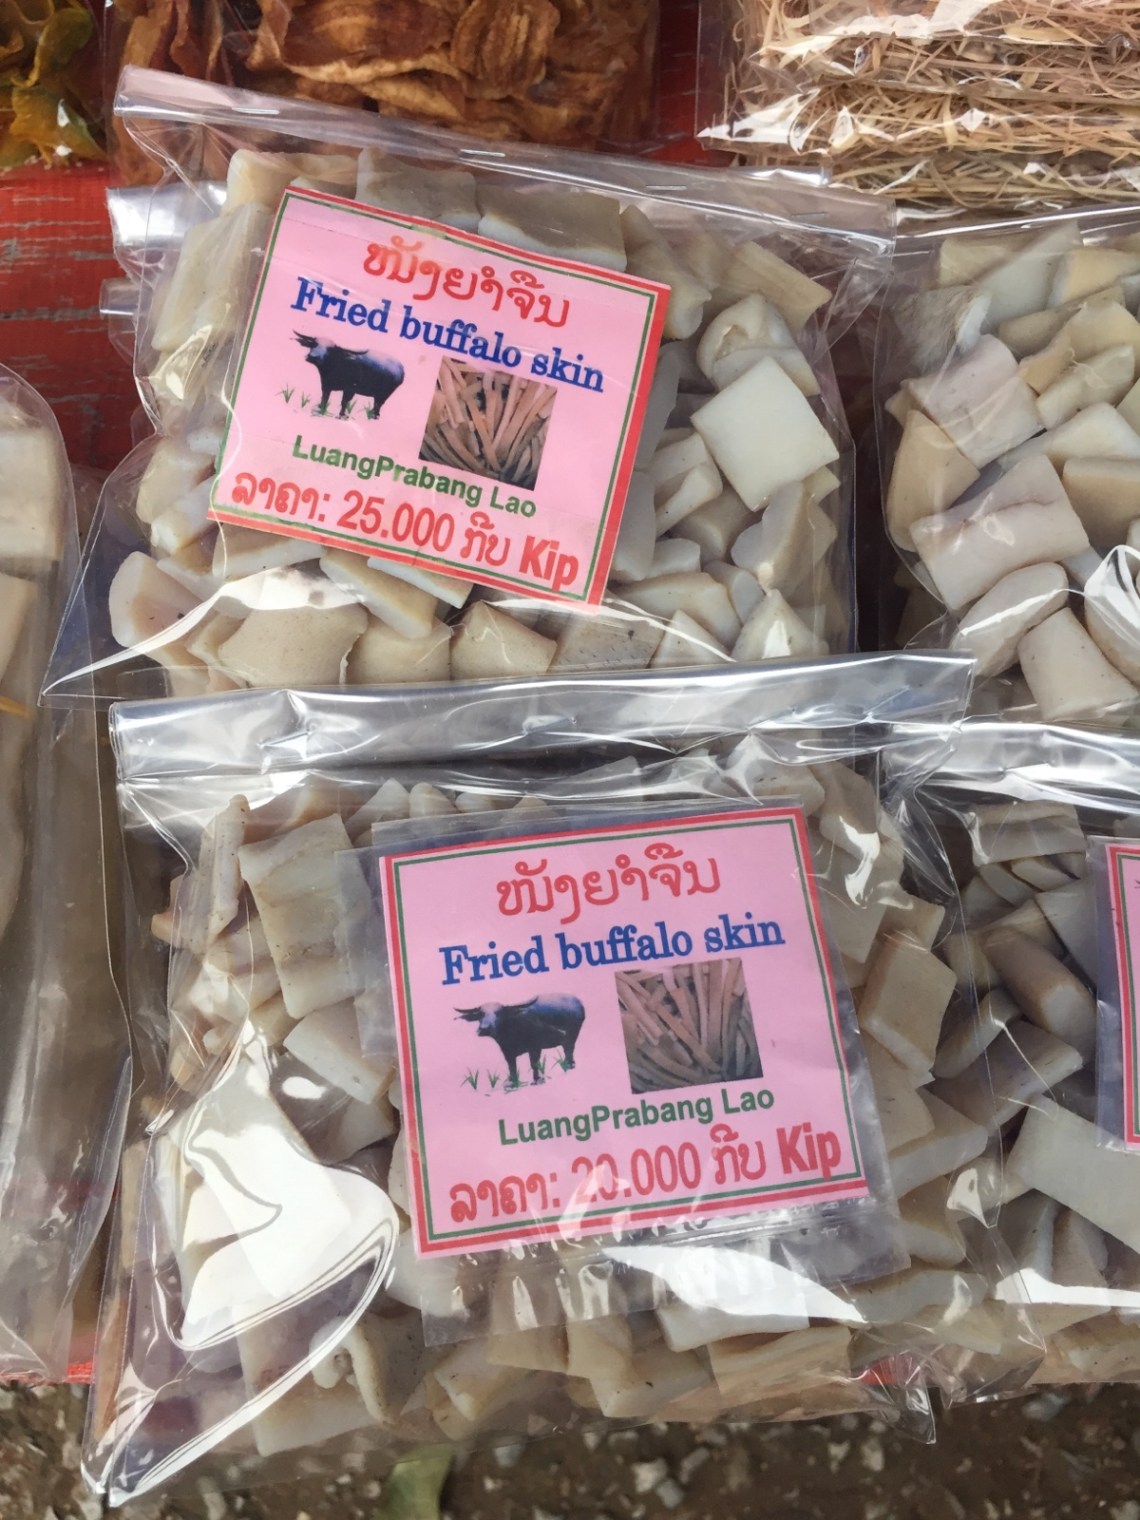 ໜັງຍຳຈືນ
Fried buffalo skin
LuangPrabang Lao
ລາຄາ: 25.000 ກີບ Kip
ໜັງຍຳຈືນ
Fried buffalo skin
LuangPrabang Lao
ລາຄາ: 20.000 ກີບ Kip